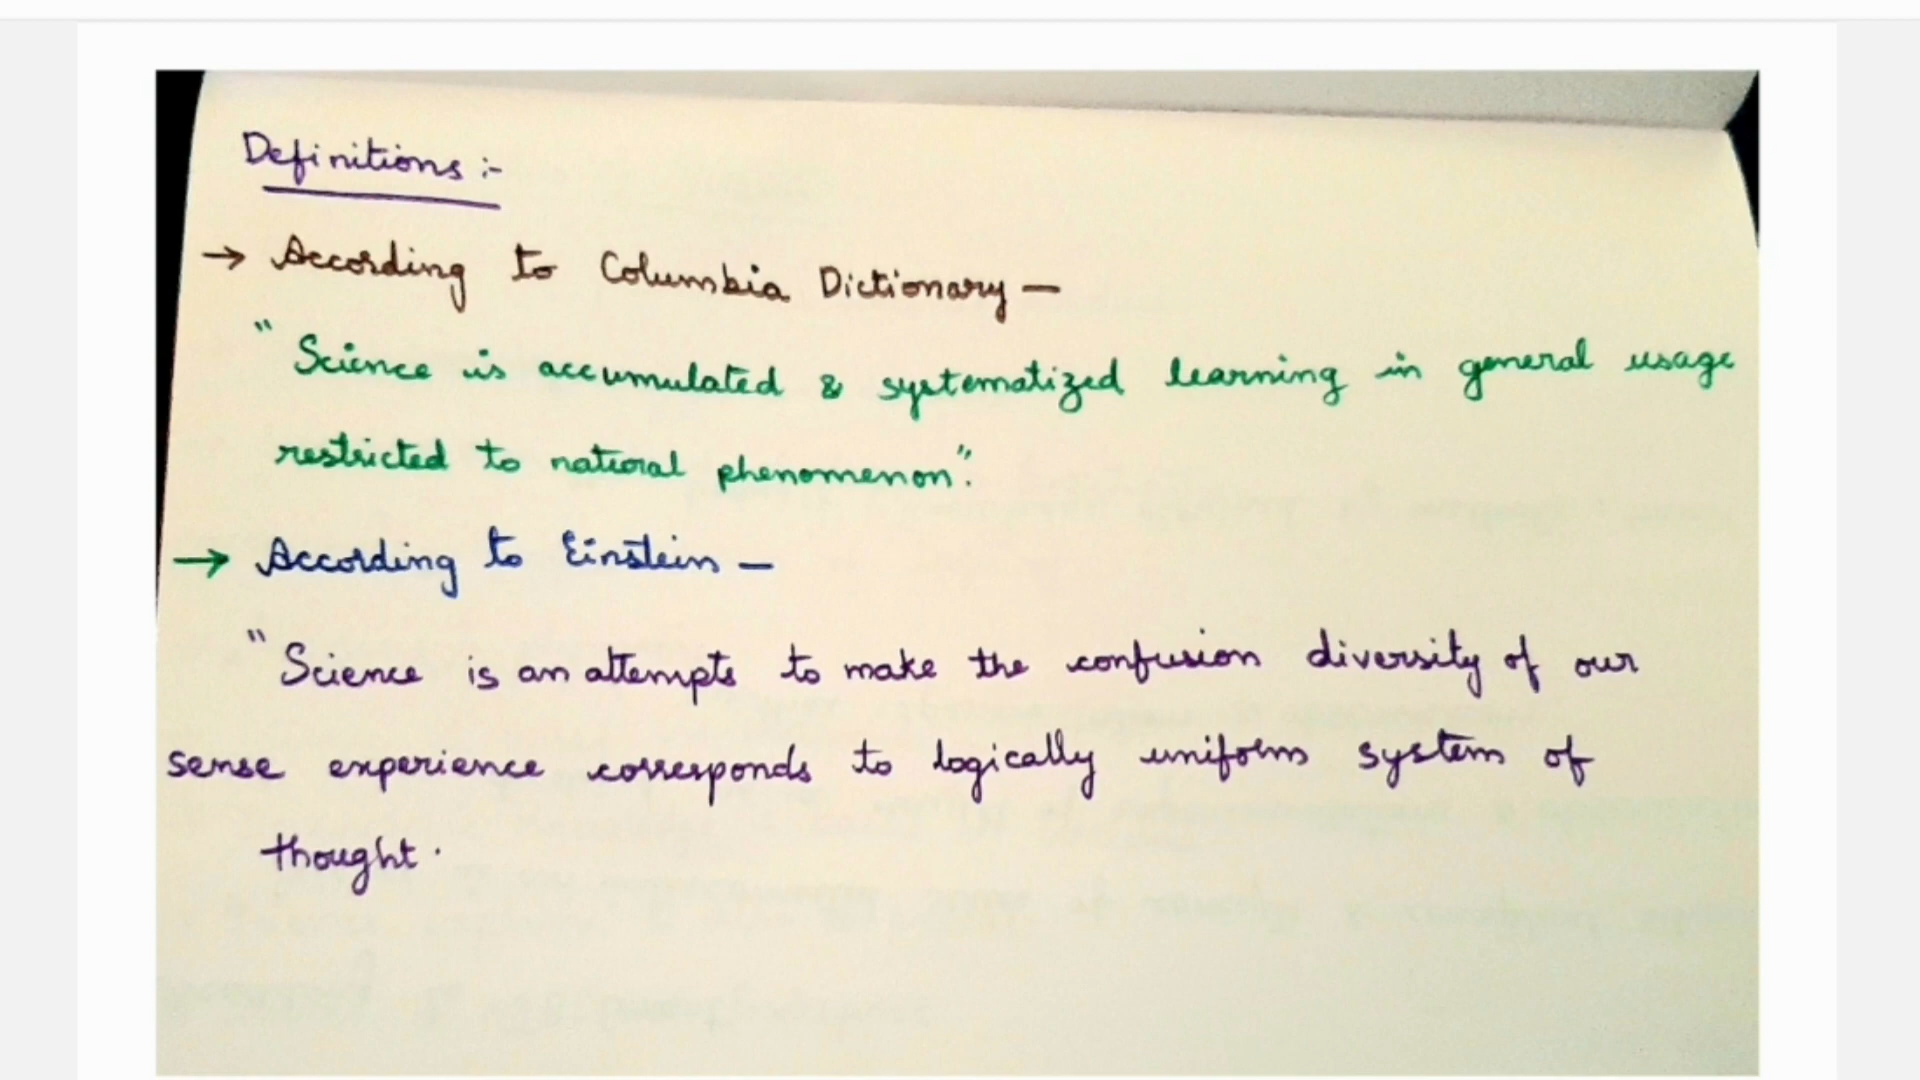 Definitions :-
→ According to Columbia Dictionary —
" Science is accumulated & systematized learning in general usage
restricted to natural phenomenon".
→ According to Einstein —
" Science is an attempts to make the confusion diversity of our
sense experience corresponds to logically uniform system of
thought.